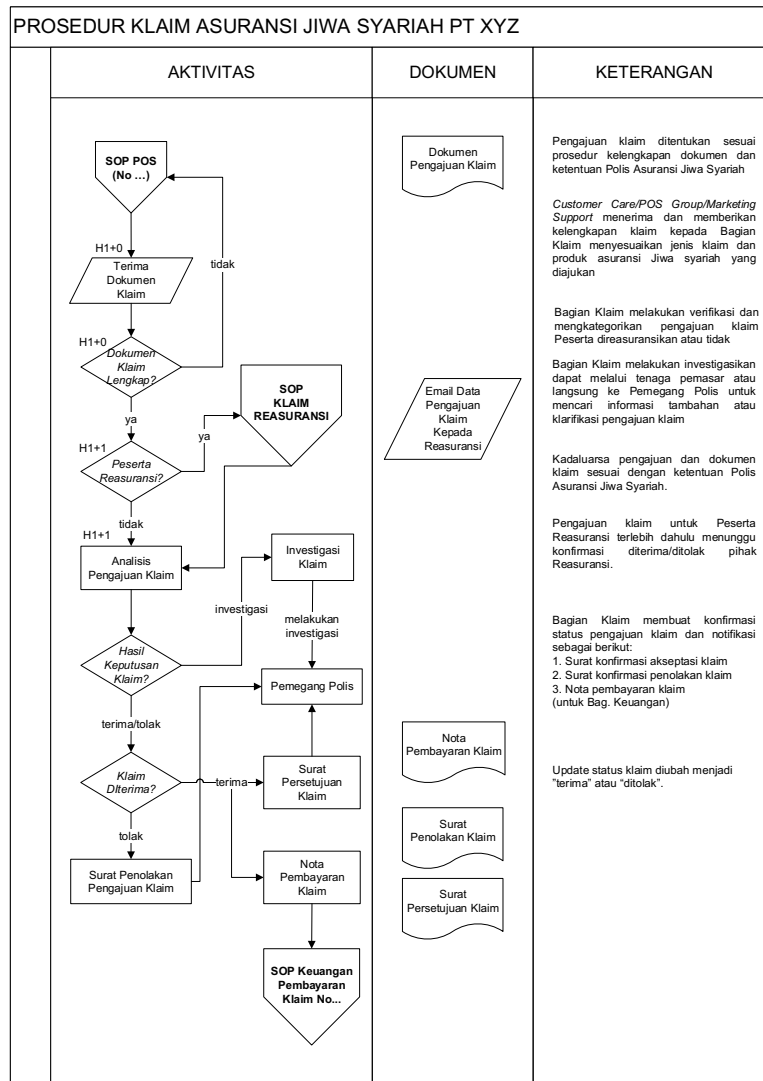 PROSEDUR KLAIM ASURANSI JIWA SYARIAH PT XYZ
AKTIVITAS
DOKUMEN
KETERANGAN
SOP POS
(No ...)
H1+0
Terima
Dokumen
Klaim
tidak
H1+0
Dokumen
Klaim
Lengkap?
ya
ya
SOP
KLAIM
REASURANSI
H1+1
Peserta
Reasuransi?
tidak
H1+1
Analisis
Pengajuan Klaim
Investigasi
Klaim
investigasi
melakukan
investigasi
Hasil
Keputusan
Klaim?
Pemegang Polis
terima/tolak
Klaim
DIterima?
terima
Surat
Persetujuan
Klaim
tolak
Surat Penolakan
Pengajuan Klaim
Nota
Pembayaran
Klaim
SOP Keuangan
Pembayaran
Klaim No...
Dokumen
Pengajuan Klaim
Email Data
Pengajuan
Klaim
Kepada
Reasuransi
Nota
Pembayaran Klaim
Surat
Penolakan Klaim
Surat
Persetujuan Klaim
Pengajuan klaim ditentukan sesuai
prosedur kelengkapan dokumen dan
ketentuan Polis Asuransi Jiwa Syariah
Customer Care/POS Group/Marketing
Support menerima dan memberikan
kelengkapan klaim kepada Bagian
Klaim menyesuaikan jenis klaim dan
produk asuransi Jiwa syariah yang
diajukan
Bagian Klaim melakukan verifikasi dan
mengkategorikan pengajuan klaim
Peserta direasuransikan atau tidak
Bagian Klaim melakukan investigasikan
dapat melalui tenaga pemasar atau
langsung ke Pemegang Polis untuk
mencari informasi tambahan atau
klarifikasi pengajuan klaim
Kadaluarsa pengajuan dan dokumen
klaim sesuai dengan ketentuan Polis
Asuransi Jiwa Syariah.
Pengajuan klaim untuk Peserta
Reasuransi terlebih dahulu menunggu
konfirmasi diterima/ditolak pihak
Reasuransi.
Bagian Klaim membuat konfirmasi
status pengajuan klaim dan notifikasi
sebagai berikut:
1. Surat konfirmasi akseptasi klaim
2. Surat konfirmasi penolakan klaim
3. Nota pembayaran klaim
(untuk Bag. Keuangan)
Update status klaim diubah menjadi
"terima" atau "ditolak".